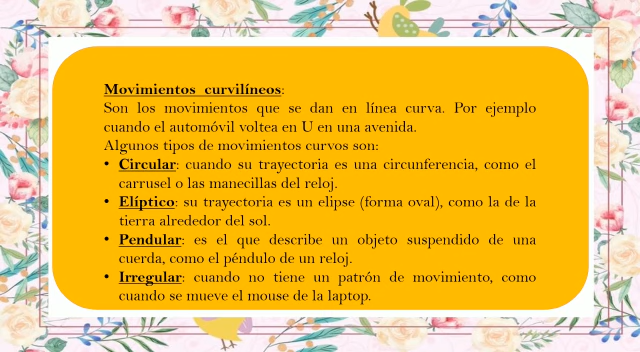 Movimientos curvilíneos:
Son los movimientos que se dan en línea curva. Por ejemplo
cuando el automóvil voltea en U en una avenida.
Algunos tipos de movimientos curvos son:
• Circular: cuando su trayectoria es una circunferencia, como el
carrusel o las manecillas del reloj.
• Elíptico: su trayectoria es un elipse (forma oval), como la de la
tierra alrededor del sol.
• Pendular: es el que describe un objeto suspendido de una
cuerda, como el péndulo de un reloj.
• Irregular: cuando no tiene un patrón de movimiento, como
cuando se mueve el mouse de la laptop.